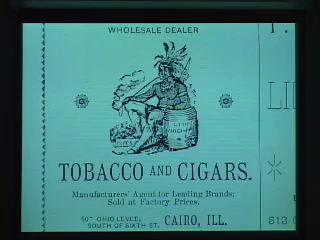 WHOLESALE DEALER
TOBACCO AND CIGARS.
Manufacturers' Agent for Leading Brands;
Sold at Factory Prices.
OHIO LEVEE,
SOUTH OF SIXTH ST.
CAIRO, ILL.